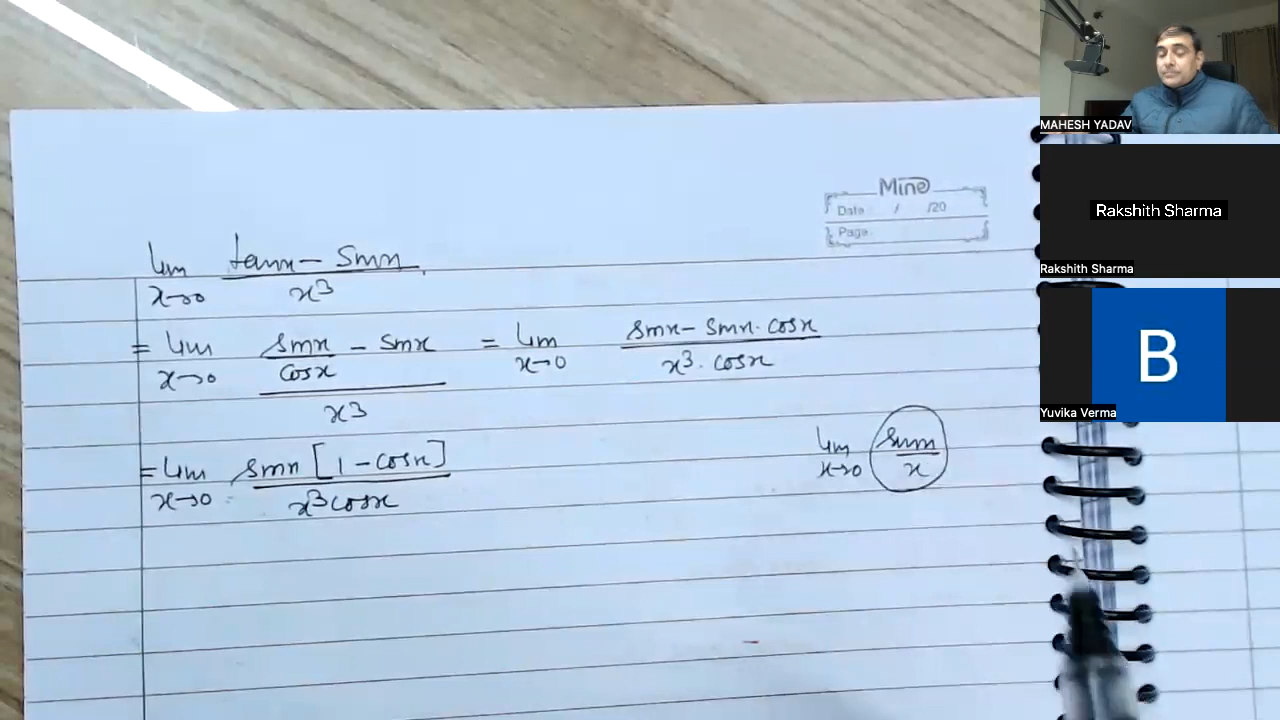 Mine
Date / /20
Page
lim tanx - sinx
x→0 x³
= lim sinx/cosx - sinx = lim sinx - sinx. cosx
x→0 x³ x→0 x³. cosx
= lim sinx [1 - cosx]
x→0 x³cosx
lim sinx
x→0 x
MAHESH YADAV
Rakshith Sharma
Rakshith Sharma
B
Yuvika Verma